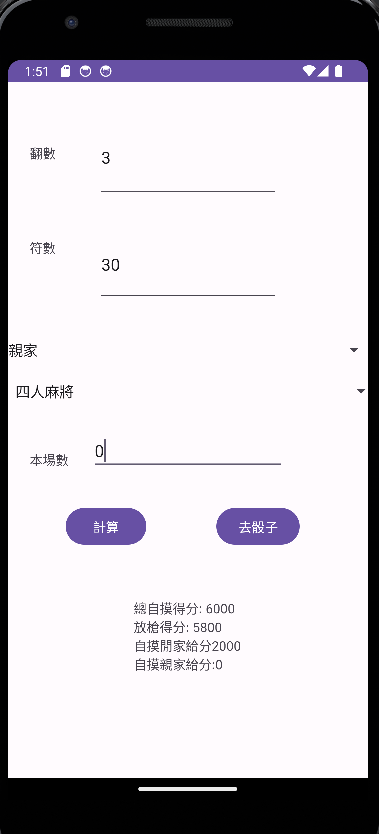 1:51
翻數
3
符數
30
親家
四人麻將
本場數
0
計算
去骰子
總自摸得分: 6000
放槍得分: 5800
自摸閒家給分2000
自摸親家給分:0